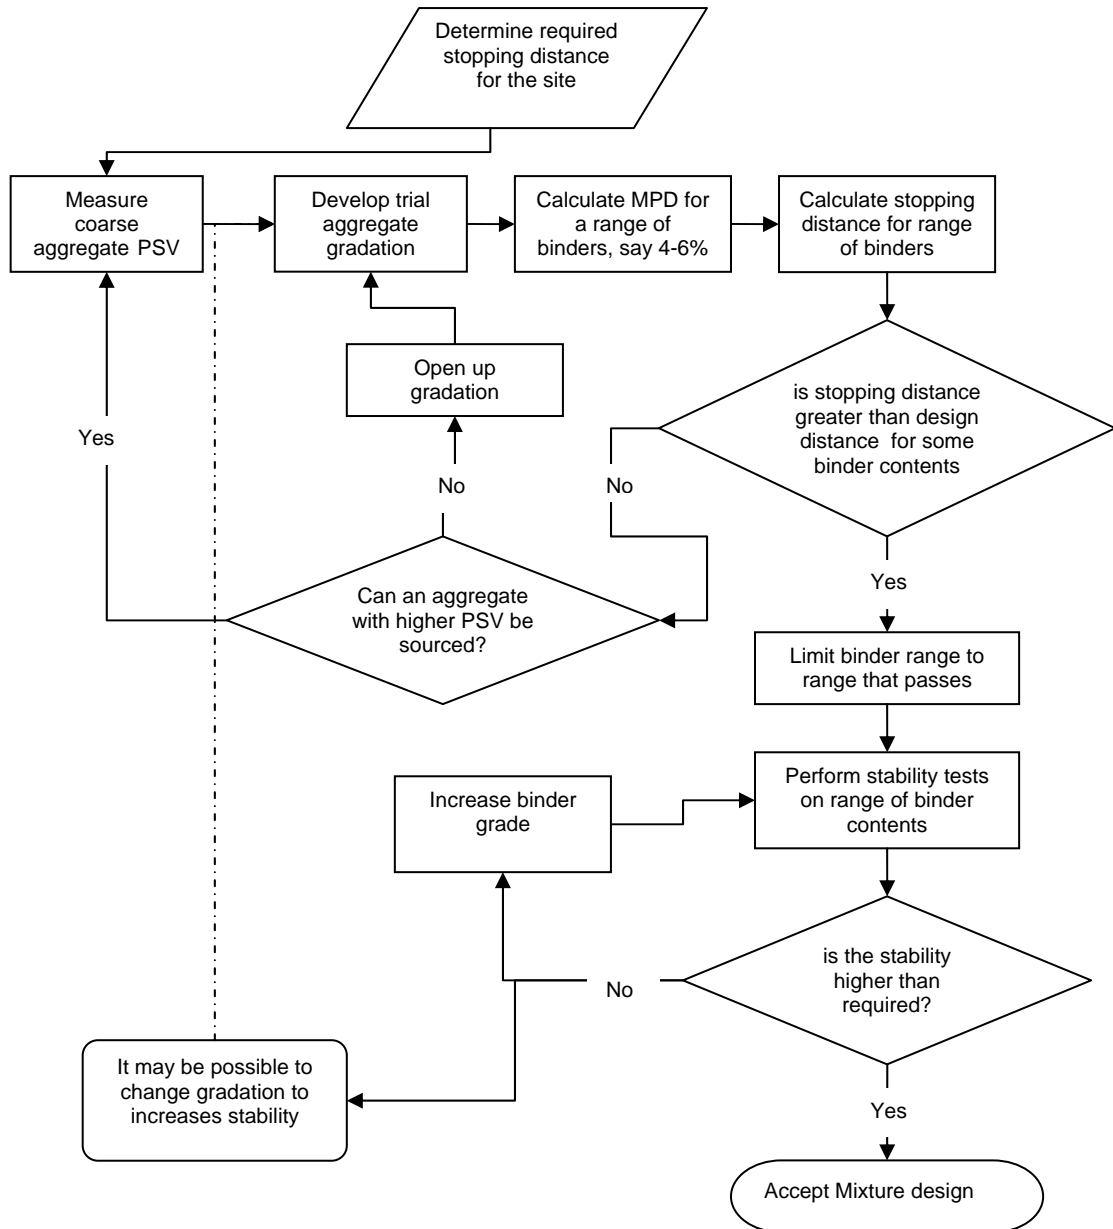 Determine required
stopping distance
for the site
Measure
coarse
aggregate PSV
Develop trial
aggregate
gradation
Calculate MPD for
a range of
binders, say 4-6%
Calculate stopping
distance for range
of binders
Open up
gradation
is stopping distance
greater than design
distance for some
binder contents
Yes
No
No
Can an aggregate
with higher PSV be
sourced?
Yes
Limit binder range to
range that passes
Increase binder
grade
Perform stability tests
on range of binder
contents
is the stability
higher than
required?
No
It may be possible to
change gradation to
increases stability
Yes
Accept Mixture design